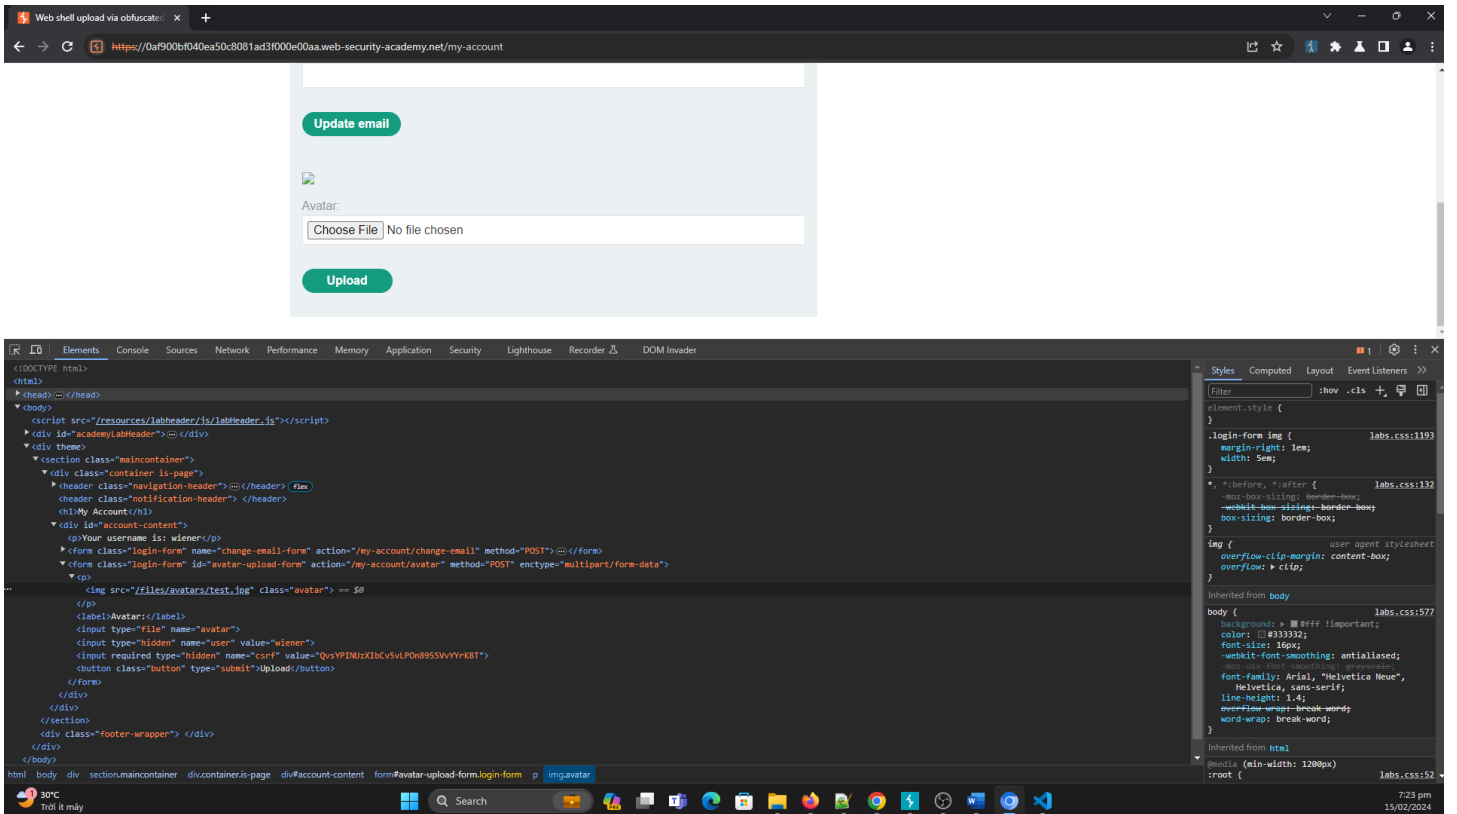 Web shell upload via obfuscated
https://0af900bf040ea50c8081ad3f000e00aa.web-security-academy.net/my-account
Update email
Avatar:
Choose File No file chosen
Upload
Elements Console Sources Network Performance Memory Application Security Lighthouse Recorder DOM Invader 1
<!DOCTYPE html>
<html>
<head> … </head>
<body>
<script src="/resources/labheader/js/labHeader.js"></script>
<div id="academyLabHeader"> … </div>
<div theme>
<section class="maincontainer">
<div class="container is-page">
<header class="navigation-header"> … </header> flex
<header class="notification-header"> </header>
<h1>My Account</h1>
<div id="account-content">
<p>Your username is: wiener</p>
<form class="login-form" name="change-email-form" action="/my-account/change-email" method="POST"> … </form>
<form class="login-form" id="avatar-upload-form" action="/my-account/avatar" method="POST" enctype="multipart/form-data">
<p>
<img src="/files/avatars/test.jpg" class="avatar"> == $0
</p>
<label>Avatar:</label>
<input type="file" name="avatar">
<input type="hidden" name="user" value="wiener">
<input required type="hidden" name="csrf" value="QvsYPINUzXIbCv5vLPOn8955VvYYrK8T">
<button class="button" type="submit">Upload</button>
</form>
</div>
</div>
</section>
<div class="footer-wrapper"> </div>
</div>
</body>
html body div section.maincontainer div.container.is-page div#account-content form#avatar-upload-form.login-form p img.avatar
Styles Computed Layout Event Listeners
Filter :hov .cls
element.style {
}
.login-form img { labs.css:1193
margin-right: 1em;
width: 5em;
}
*, *:before, *:after { labs.css:132
-moz-box-sizing: border-box;
-webkit-box-sizing: border-box;
box-sizing: border-box;
}
img { user agent stylesheet
overflow-clip-margin: content-box;
overflow: clip;
}
Inherited from body
body { labs.css:577
background: #fff !important;
color: #333332;
font-size: 16px;
-webkit-font-smoothing: antialiased;
-moz-osx-font-smoothing: grayscale;
font-family: Arial, "Helvetica Neue",
Helvetica, sans-serif;
line-height: 1.4;
overflow-wrap: break-word;
word-wrap: break-word;
}
Inherited from html
@media (min-width: 1200px)
:root { labs.css:52
1 30°C
Trời ít mây
Search
7:23 pm
15/02/2024